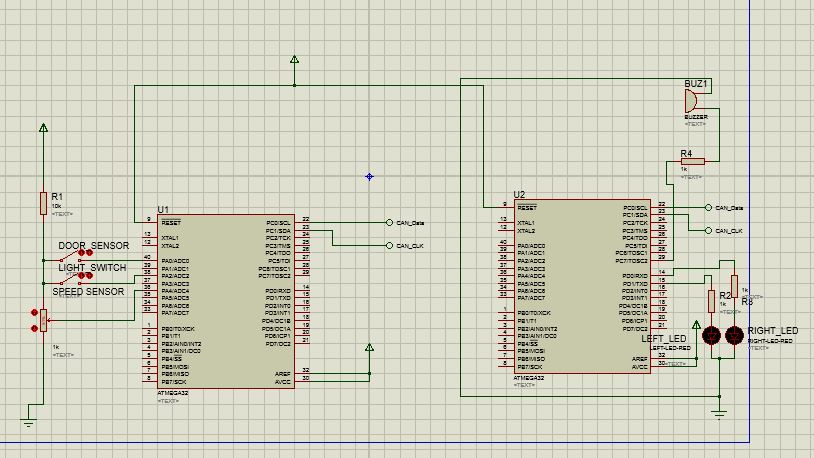 BUZ1
BUZZER
<TEXT>
R4
1k
<TEXT>
R1
10k
<TEXT>
DOOR_SENSOR
LIGHT_SWITCH
<TEXT>
SPEED SENSOR
<TEXT>
1k
<TEXT>
U1
9 RESET
13 XTAL1
12 XTAL2
40 PA0/ADC0
39 PA1/ADC1
38 PA2/ADC2
37 PA3/ADC3
36 PA4/ADC4
35 PA5/ADC5
34 PA6/ADC6
33 PA7/ADC7
1 PB0/T0/XCK
2 PB1/T1
3 PB2/AIN0/INT2
4 PB3/AIN1/OC0
5 PB4/SS
6 PB5/MOSI
7 PB6/MISO
8 PB7/SCK
PC0/SCL 22
PC1/SDA 23
PC2/TCK 24
PC3/TMS 25
PC4/TDO 26
PC5/TDI 27
PC6/TOSC1 28
PC7/TOSC2 29
PD0/RXD 14
PD1/TXD 15
PD2/INT0 16
PD3/INT1 17
PD4/OC1B 18
PD5/OC1A 19
PD6/ICP1 20
PD7/OC2 21
AREF 32
AVCC 30
ATMEGA32
<TEXT>
CAN_Data
CAN_CLK
U2
9 RESET
13 XTAL1
12 XTAL2
40 PA0/ADC0
39 PA1/ADC1
38 PA2/ADC2
37 PA3/ADC3
36 PA4/ADC4
35 PA5/ADC5
34 PA6/ADC6
33 PA7/ADC7
1 PB0/T0/XCK
2 PB1/T1
3 PB2/AIN0/INT2
4 PB3/AIN1/OC0
5 PB4/SS
6 PB5/MOSI
7 PB6/MISO
8 PB7/SCK
PC0/SCL 22
PC1/SDA 23
PC2/TCK 24
PC3/TMS 25
PC4/TDO 26
PC5/TDI 27
PC6/TOSC1 28
PC7/TOSC2 29
PD0/RXD 14
PD1/TXD 15
PD2/INT0 16
PD3/INT1 17
PD4/OC1B 18
PD5/OC1A 19
PD6/ICP1 20
PD7/OC2 21
AREF 32
AVCC 30
ATMEGA32
<TEXT>
CAN_Data
CAN_CLK
R2
1k
<TEXT>
1k
<TEXT>
LEFT_LED
LEFT-LED-RED
<TEXT>
RIGHT_LED
RIGHT-LED-RED
<TEXT>